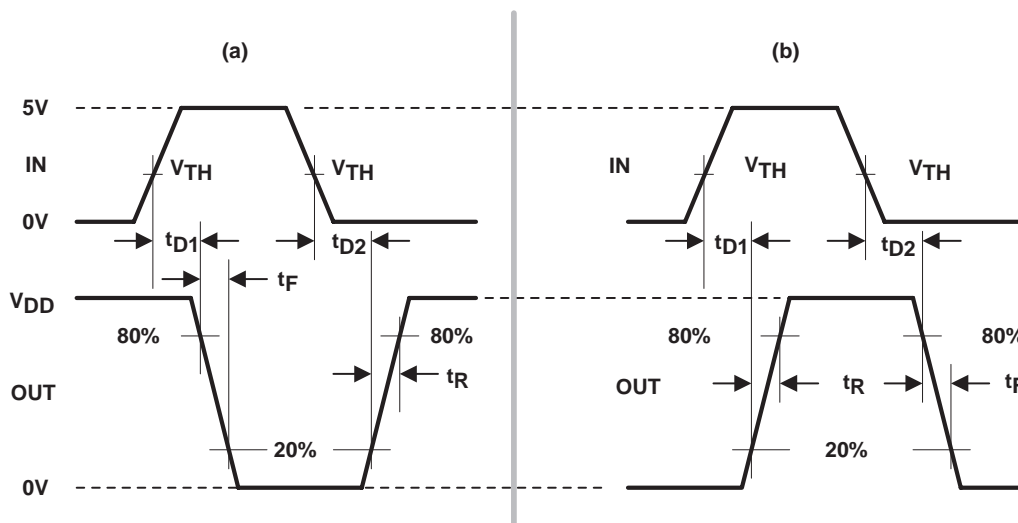 (a)
5V
IN
VTH
VTH
0V
tD1
tD2
tF
VDD
80%
80%
tR
OUT
20%
0V
(b)
IN
VTH
VTH
tD1
tD2
80%
80%
OUT
tR
20%